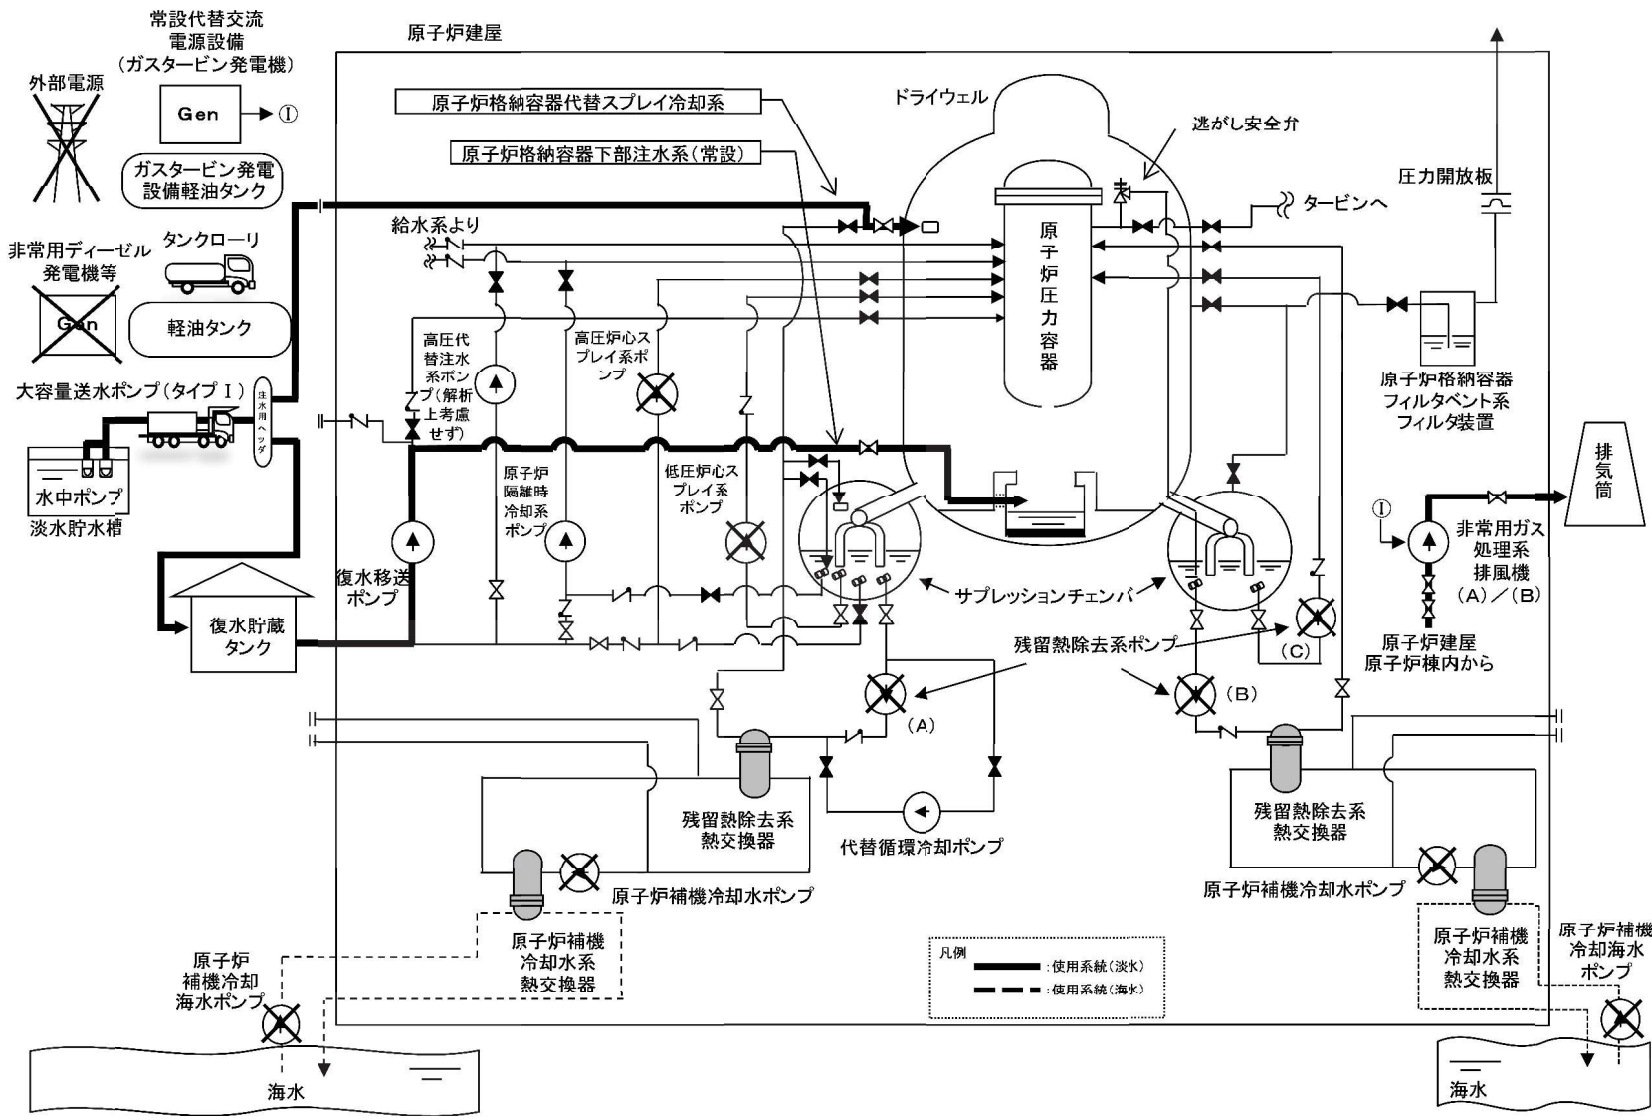 常設代替交流
電源設備
(ガスタービン発電機)
外部電源
Gen
Ⓘ
ガスタービン発電
設備軽油タンク
非常用ディーゼル
発電機等
タンクローリ
Gen
軽油タンク
大容量送水ポンプ(タイプⅠ)
注水用ヘッダ
水中ポンプ
淡水貯水槽
復水貯蔵
タンク
原子炉建屋
原子炉格納容器代替スプレイ冷却系
原子炉格納容器下部注水系(常設)
給水系より
高圧代
替注水
系ポン
プ(解析
上考慮
せず)
高圧炉心ス
プレイ系ポ
ンプ
原子炉
隔離時
冷却系
ポンプ
低圧炉心ス
プレイ系
ポンプ
復水移送
ポンプ
ドライウェル
逃がし安全弁
原子炉圧力容器
タービンへ
圧力開放板
原子炉格納容器
フィルタベント系
フィルタ装置
排気筒
Ⓘ
非常用ガス
処理系
排風機
(A)/(B)
原子炉建屋
原子炉棟内から
サプレッションチェンバ
残留熱除去系ポンプ
(A)
(B)
(C)
残留熱除去系
熱交換器
代替循環冷却ポンプ
残留熱除去系
熱交換器
原子炉補機冷却水ポンプ
原子炉補機冷却水ポンプ
原子炉補機
冷却水系
熱交換器
原子炉
補機冷却
海水ポンプ
海水
凡例
:使用系統(淡水)
:使用系統(海水)
原子炉補機
冷却水系
熱交換器
原子炉補機
冷却海水
ポンプ
海水